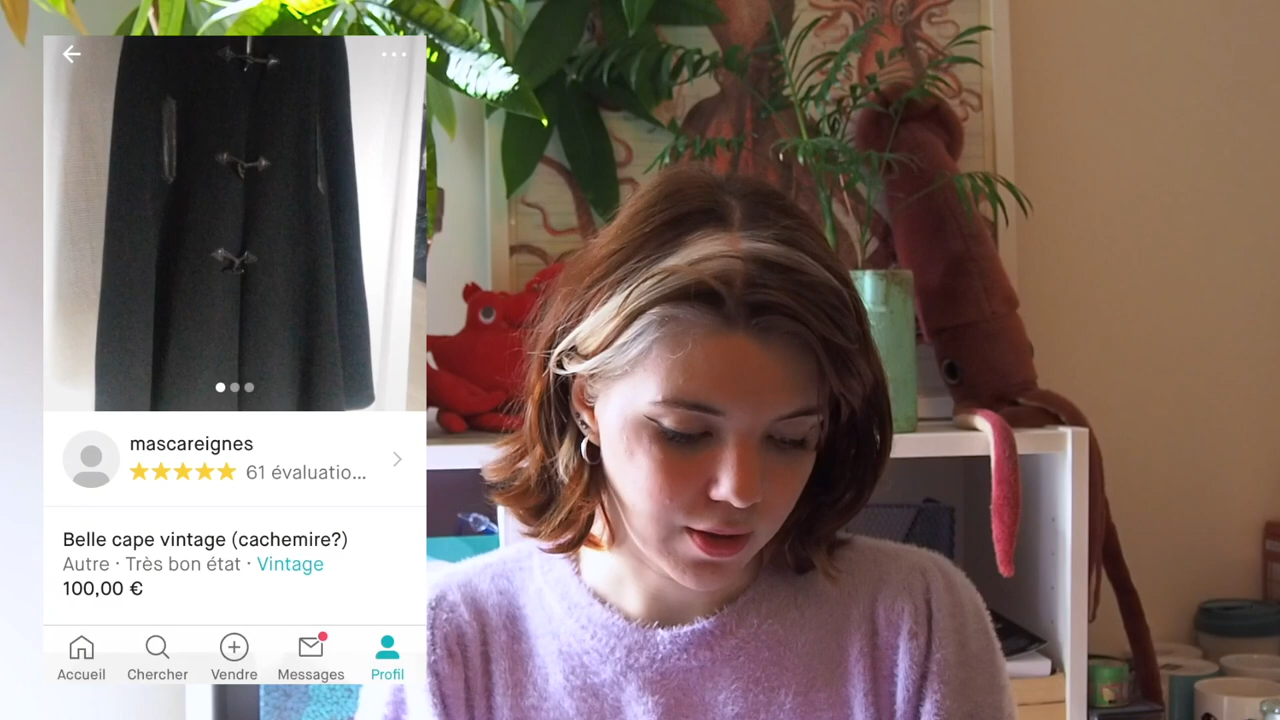 mascareignes
61 évaluatio...
Belle cape vintage (cachemire?)
Autre · Très bon état · Vintage
100,00 €
Accueil
Chercher
Vendre
Messages
Profil